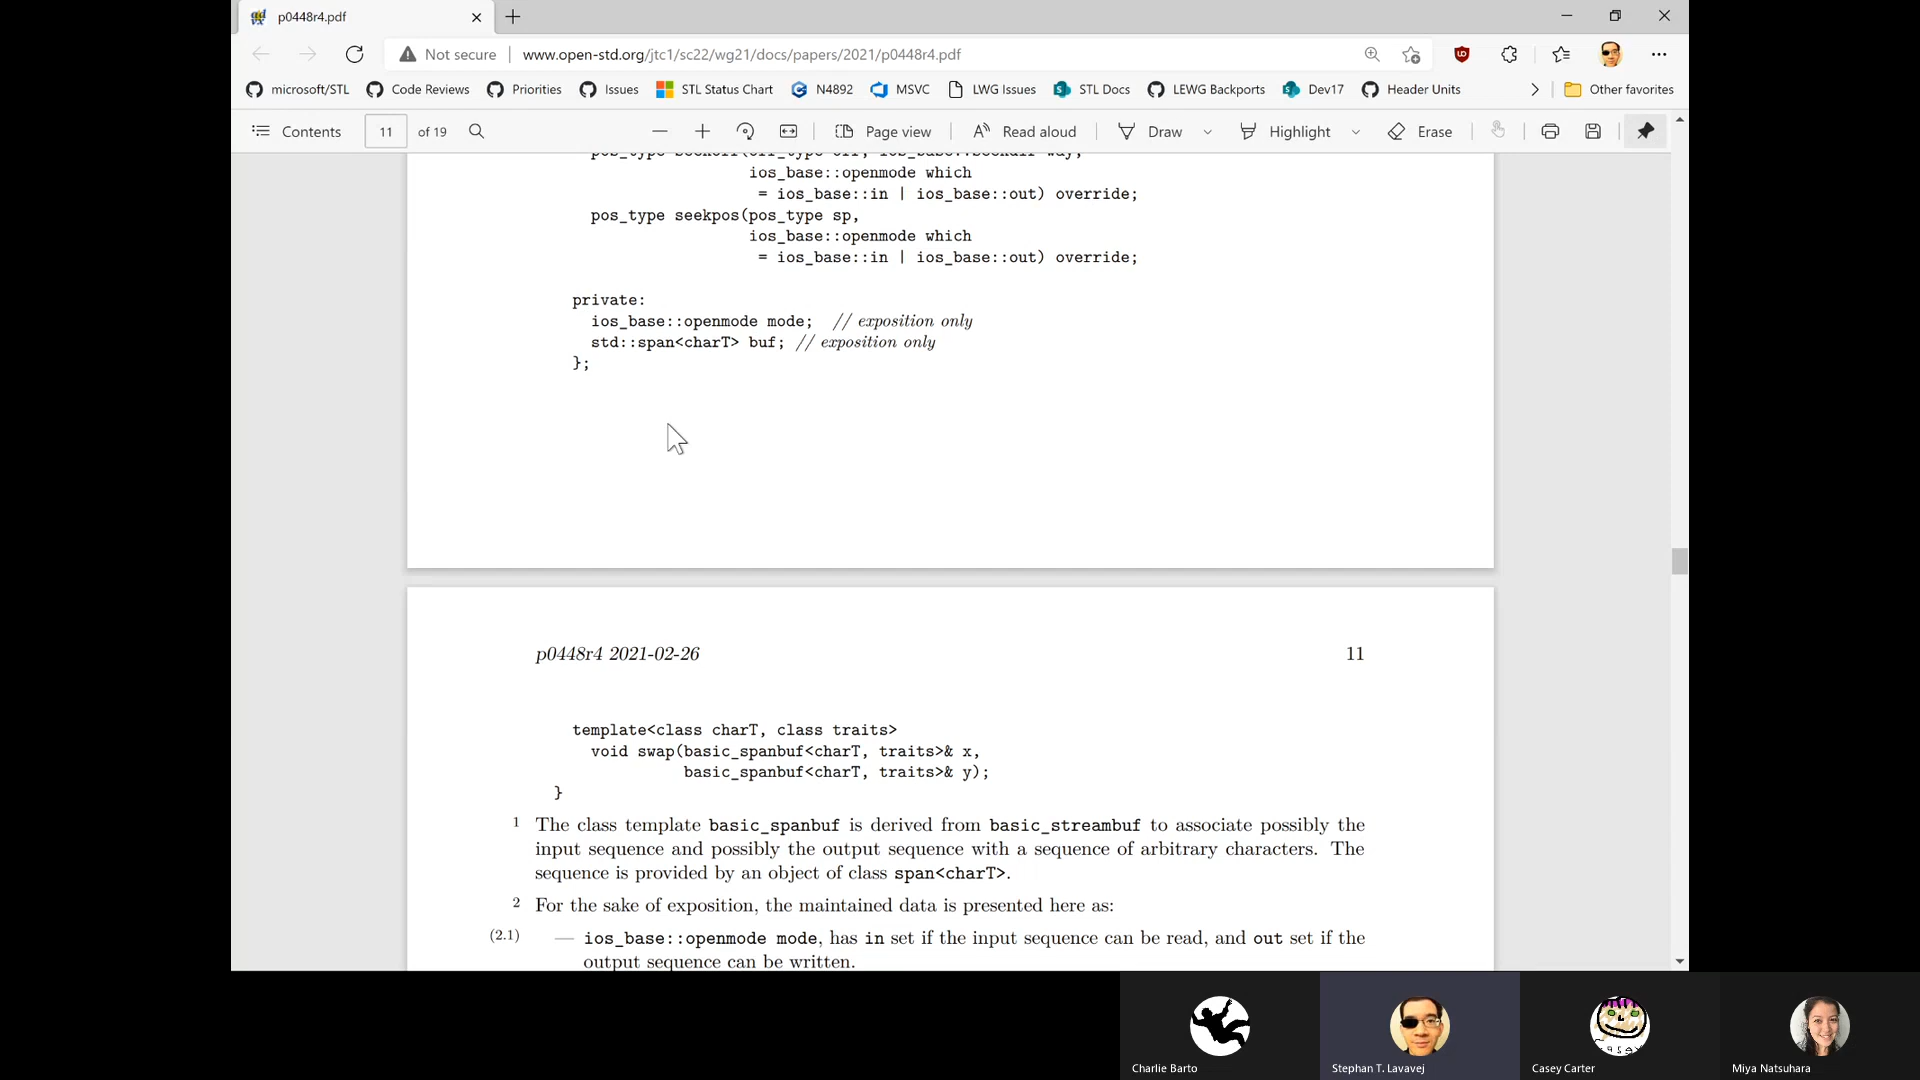 p0448r4.pdf
Not secure
www.open-std.org/jtc1/sc22/wg21/docs/papers/2021/p0448r4.pdf
microsoft/STL
Code Reviews
Priorities
Issues
STL Status Chart
N4892
MSVC
LWG Issues
STL Docs
LEWG Backports
Dev17
Header Units
Other favorites
Contents
11 of 19
Page view
Read aloud
Draw
Highlight
Erase
ios_base::openmode which
= ios_base::in | ios_base::out) override;
pos_type seekpos(pos_type sp,
ios_base::openmode which
= ios_base::in | ios_base::out) override;
private:
ios_base::openmode mode; // exposition only
std::span<charT> buf; // exposition only
};
p0448r4 2021-02-26 11
template<class charT, class traits>
void swap(basic_spanbuf<charT, traits>& x,
basic_spanbuf<charT, traits>& y);
}
1 The class template basic_spanbuf is derived from basic_streambuf to associate possibly the
input sequence and possibly the output sequence with a sequence of arbitrary characters. The
sequence is provided by an object of class span<charT>.
2 For the sake of exposition, the maintained data is presented here as:
(2.1) — ios_base::openmode mode, has in set if the input sequence can be read, and out set if the
output sequence can be written.
Charlie Barto
Stephan T. Lavavej
Casey Carter
Miya Natsuhara